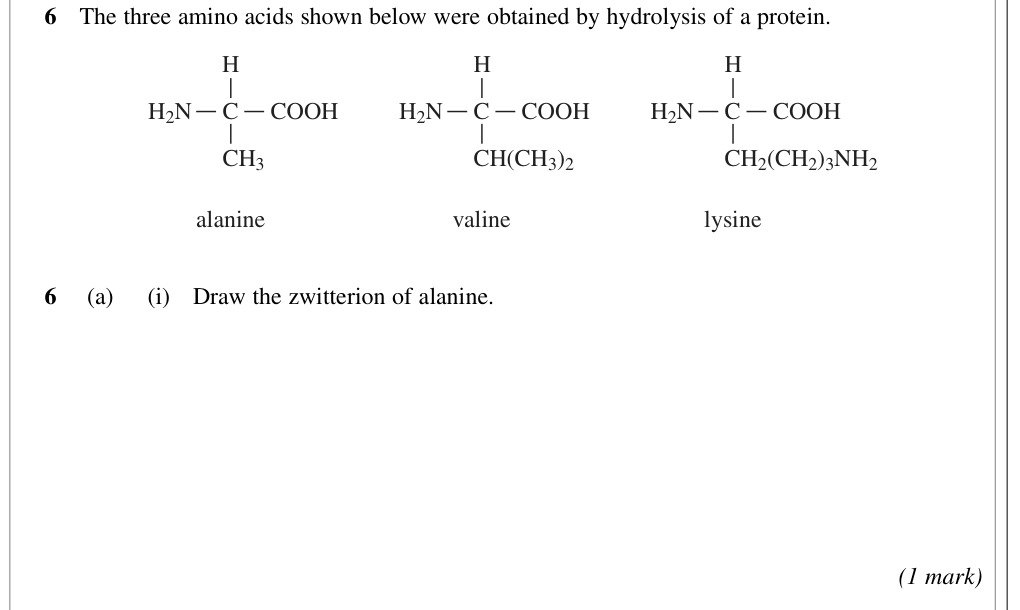 6 The three amino acids shown below were obtained by hydrolysis of a protein.
H H H
H₂N — C — COOH H₂N — C — COOH H₂N — C — COOH
CH₃ CH(CH₃)₂ CH₂(CH₂)₃NH₂
alanine valine lysine
6 (a) (i) Draw the zwitterion of alanine.
(1 mark)